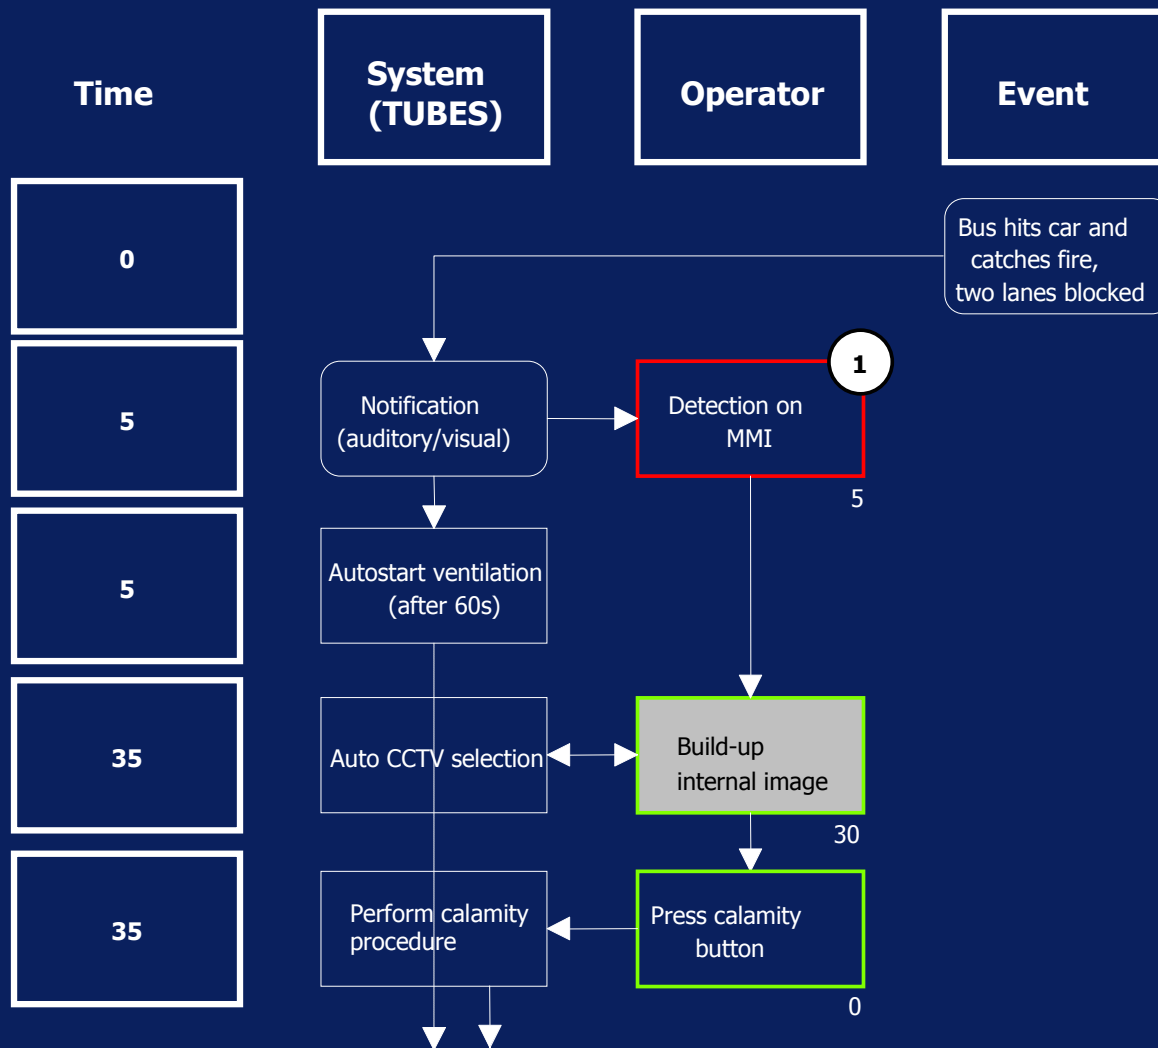 Time
System
(TUBES)
Operator
Event
0
Bus hits car and
catches fire,
two lanes blocked
5
Notification
(auditory/visual)
1
Detection on
MMI
5
5
Autostart ventilation
(after 60s)
35
Auto CCTV selection
Build-up
internal image
30
35
Perform calamity
procedure
Press calamity
button
0